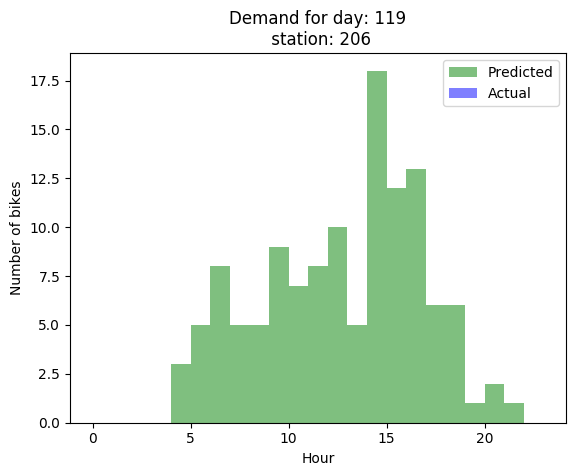 Demand for day: 119
station: 206
Predicted
Actual
Number of bikes
17.5
15.0
12.5
10.0
7.5
5.0
2.5
0.0
0
5
10
15
20
Hour